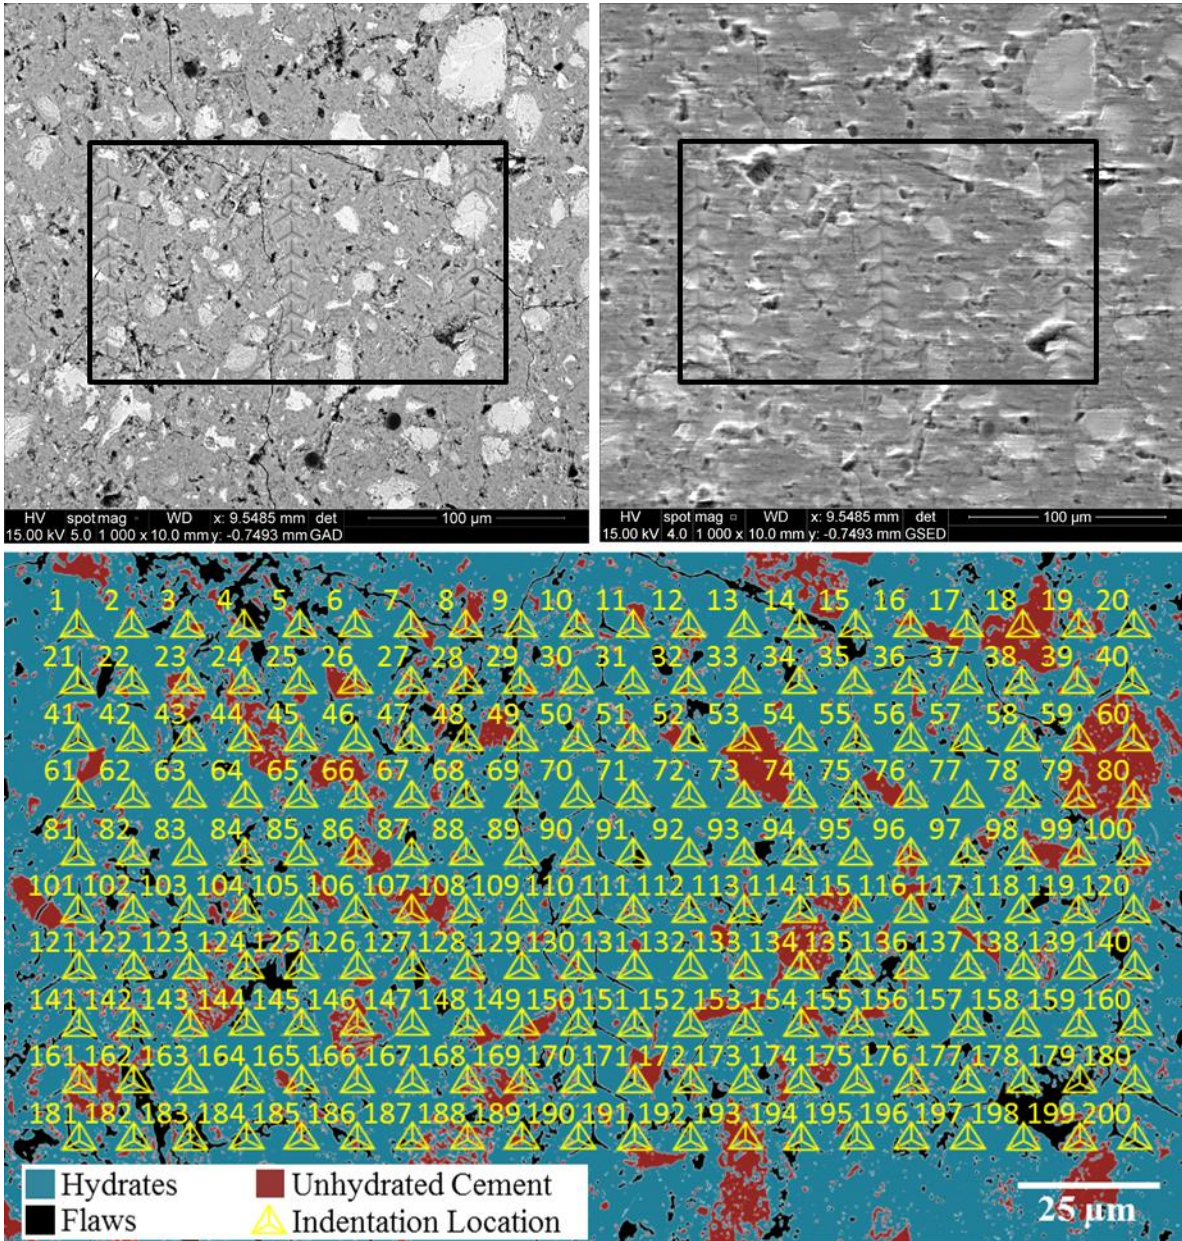 HV spot mag WD x: 9.5485 mm det 100 µm
15.00 kV 5.0 1 000 x 10.0 mm y: -0.7493 mm GAD
HV spot mag □ WD x: 9.5485 mm det 100 µm
15.00 kV 4.0 1 000 x 10.0 mm y: -0.7493 mm GSED
1 2 3 4 5 6 7 8 9 10 11 12 13 14 15 16 17 18 19 20
21 22 23 24 25 26 27 28 29 30 31 32 33 34 35 36 37 38 39 40
41 42 43 44 45 46 47 48 49 50 51 52 53 54 55 56 57 58 59 60
61 62 63 64 65 66 67 68 69 70 71 72 73 74 75 76 77 78 79 80
81 82 83 84 85 86 87 88 89 90 91 92 93 94 95 96 97 98 99 100
101 102 103 104 105 106 107 108 109 110 111 112 113 114 115 116 117 118 119 120
121 122 123 124 125 126 127 128 129 130 131 132 133 134 135 136 137 138 139 140
141 142 143 144 145 146 147 148 149 150 151 152 153 154 155 156 157 158 159 160
161 162 163 164 165 166 167 168 169 170 171 172 173 174 175 176 177 178 179 180
181 182 183 184 185 186 187 188 189 190 191 192 193 194 195 196 197 198 199 200
Hydrates Unhydrated Cement
Flaws Indentation Location
25 µm